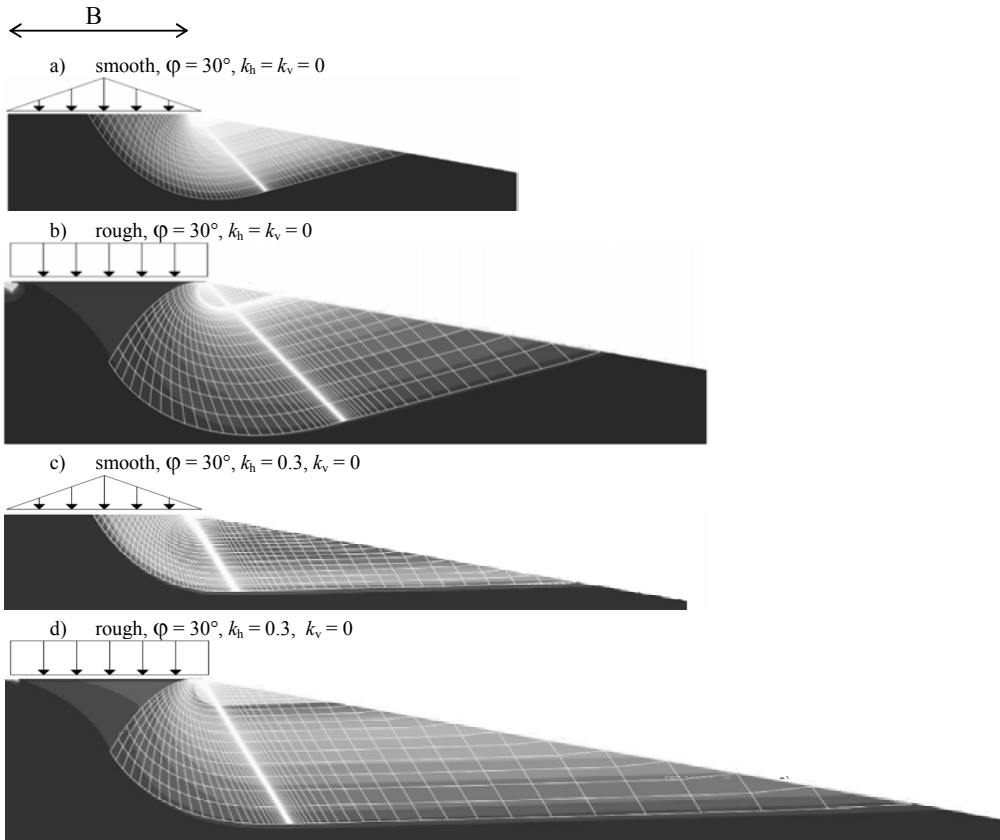 B
a) smooth, φ = 30°, kh = kv = 0
b) rough, φ = 30°, kh = kv = 0
c) smooth, φ = 30°, kh = 0.3, kv = 0
d) rough, φ = 30°, kh = 0.3, kv = 0